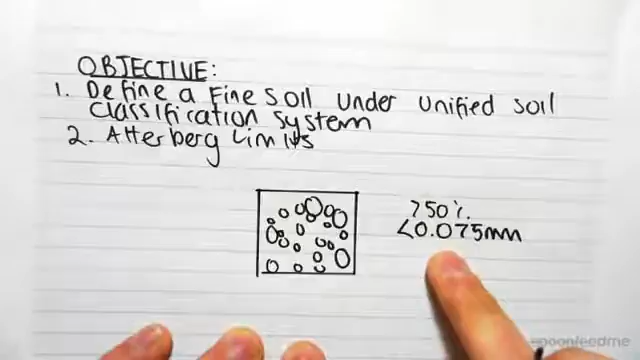 OBJECTIVE:
1. Define a Fine Soil under unified soil
classification system
2. Atterberg Limits
>50%.
<0.075mm
spoonfeedme